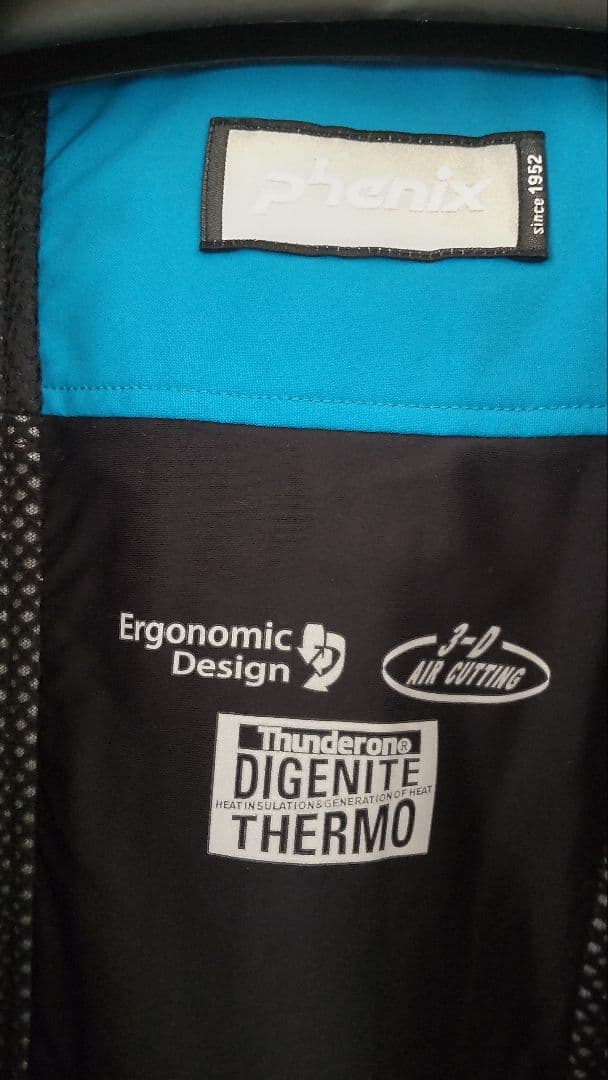 phenix
since 1952
Ergonomic
Design
3-D
AIR CUTTING
Thunderon®
DIGENITE
HEAT INSULATION & GENERATION OF HEAT
THERMO